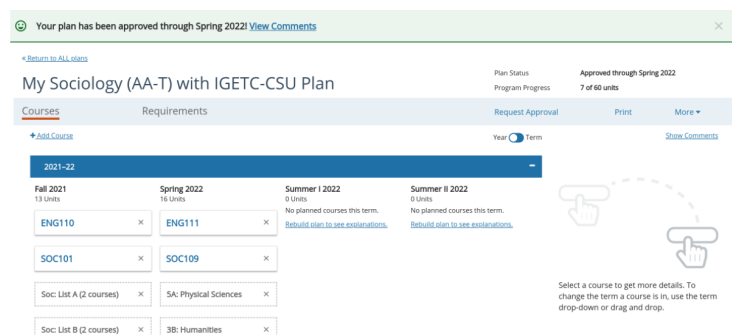 Your plan has been approved through Spring 2022! View Comments
« Return to ALL plans
My Sociology (AA-T) with IGETC-CSU Plan
Plan Status Approved through Spring 2022
Program Progress 7 of 60 units
Courses Requirements Request Approval Print More
+ Add Course Year Term Show Comments
2021–22
Fall 2021 Spring 2022 Summer I 2022 Summer II 2022
13 Units 16 Units 0 Units 0 Units
No planned courses this term. No planned courses this term.
ENG110 × ENG111 × Rebuild plan to see explanations. Rebuild plan to see explanations.
SOC101 × SOC109 ×
Soc: List A (2 courses) × 5A: Physical Sciences ×
Soc: List B (2 courses) × 3B: Humanities ×
Select a course to get more details. To
change the term a course is in, use the term
drop-down or drag and drop.